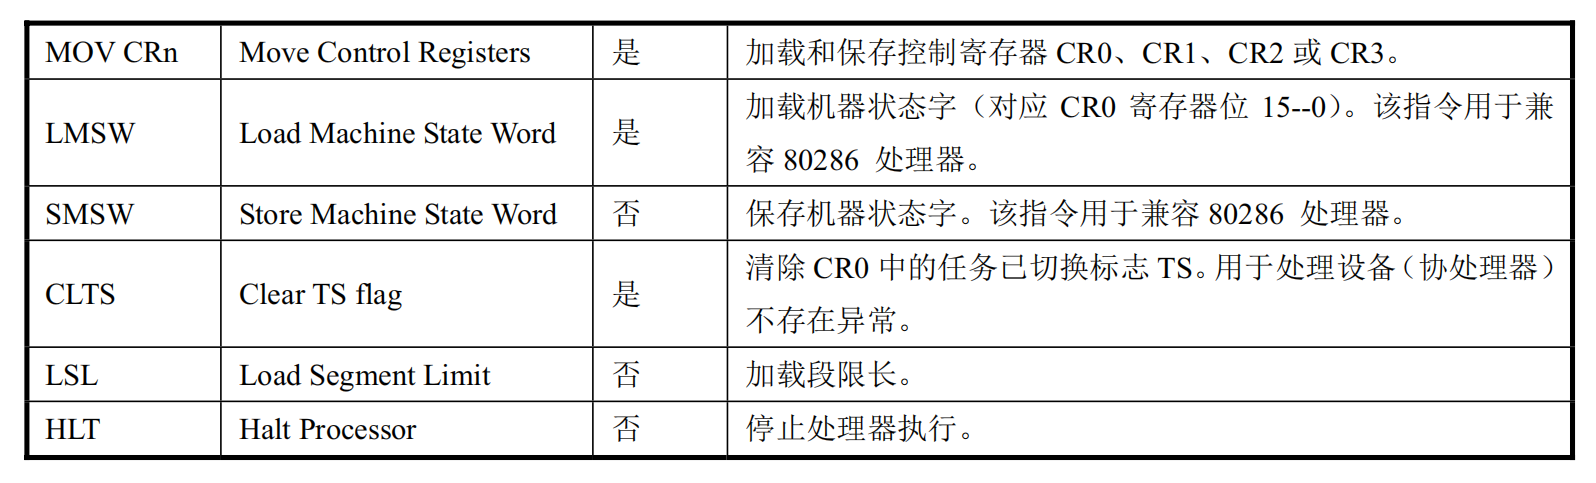 MOV CRn Move Control Registers 是 加载和保存控制寄存器 CR0、CR1、CR2 或 CR3。
LMSW Load Machine State Word 是 加载机器状态字（对应 CR0 寄存器位 15--0）。该指令用于兼
容 80286 处理器。
SMSW Store Machine State Word 否 保存机器状态字。该指令用于兼容 80286 处理器。
CLTS Clear TS flag 是 清除 CR0 中的任务已切换标志 TS。用于处理设备（协处理器）
不存在异常。
LSL Load Segment Limit 否 加载段限长。
HLT Halt Processor 否 停止处理器执行。